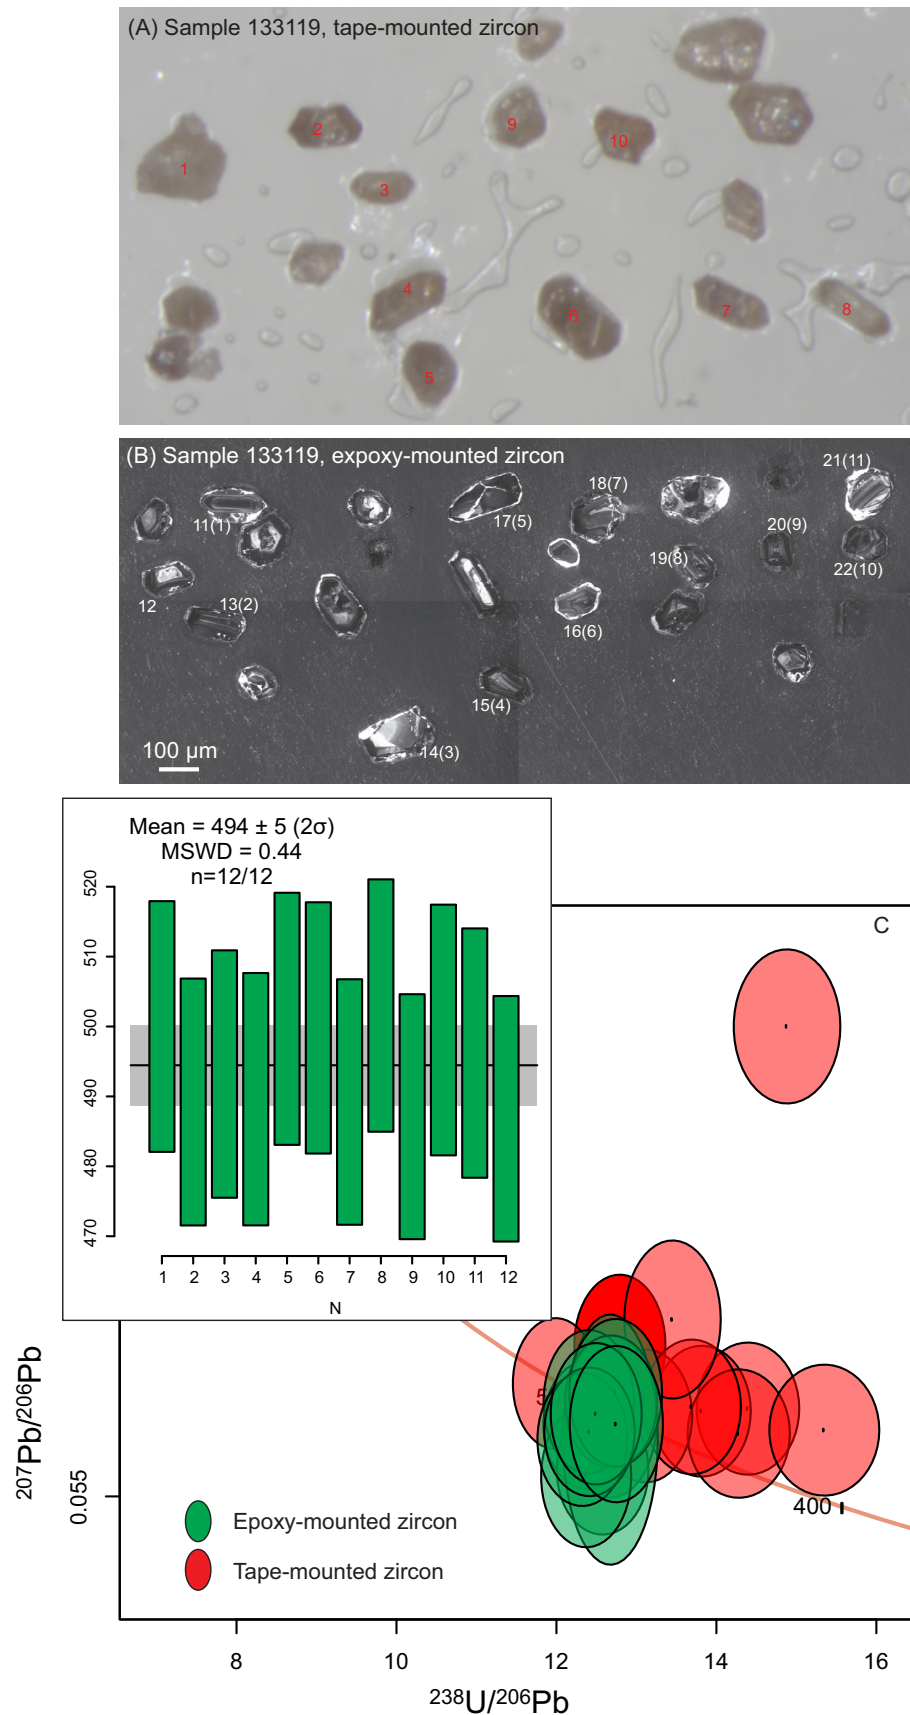 (A) Sample 133119, tape-mounted zircon
1
2
3
4
5
6
7
8
9
10
(B) Sample 133119, expoxy-mounted zircon
11(1)
12
13(2)
14(3)
15(4)
16(6)
17(5)
18(7)
19(8)
20(9)
21(11)
22(10)
100 µm
Mean = 494 ± 5 (2σ)
MSWD = 0.44
n=12/12
520
510
500
490
480
470
1 2 3 4 5 6 7 8 9 10 11 12
N
C
5
400
207Pb/206Pb
0.055
Epoxy-mounted zircon
Tape-mounted zircon
8 10 12 14 16
238U/206Pb